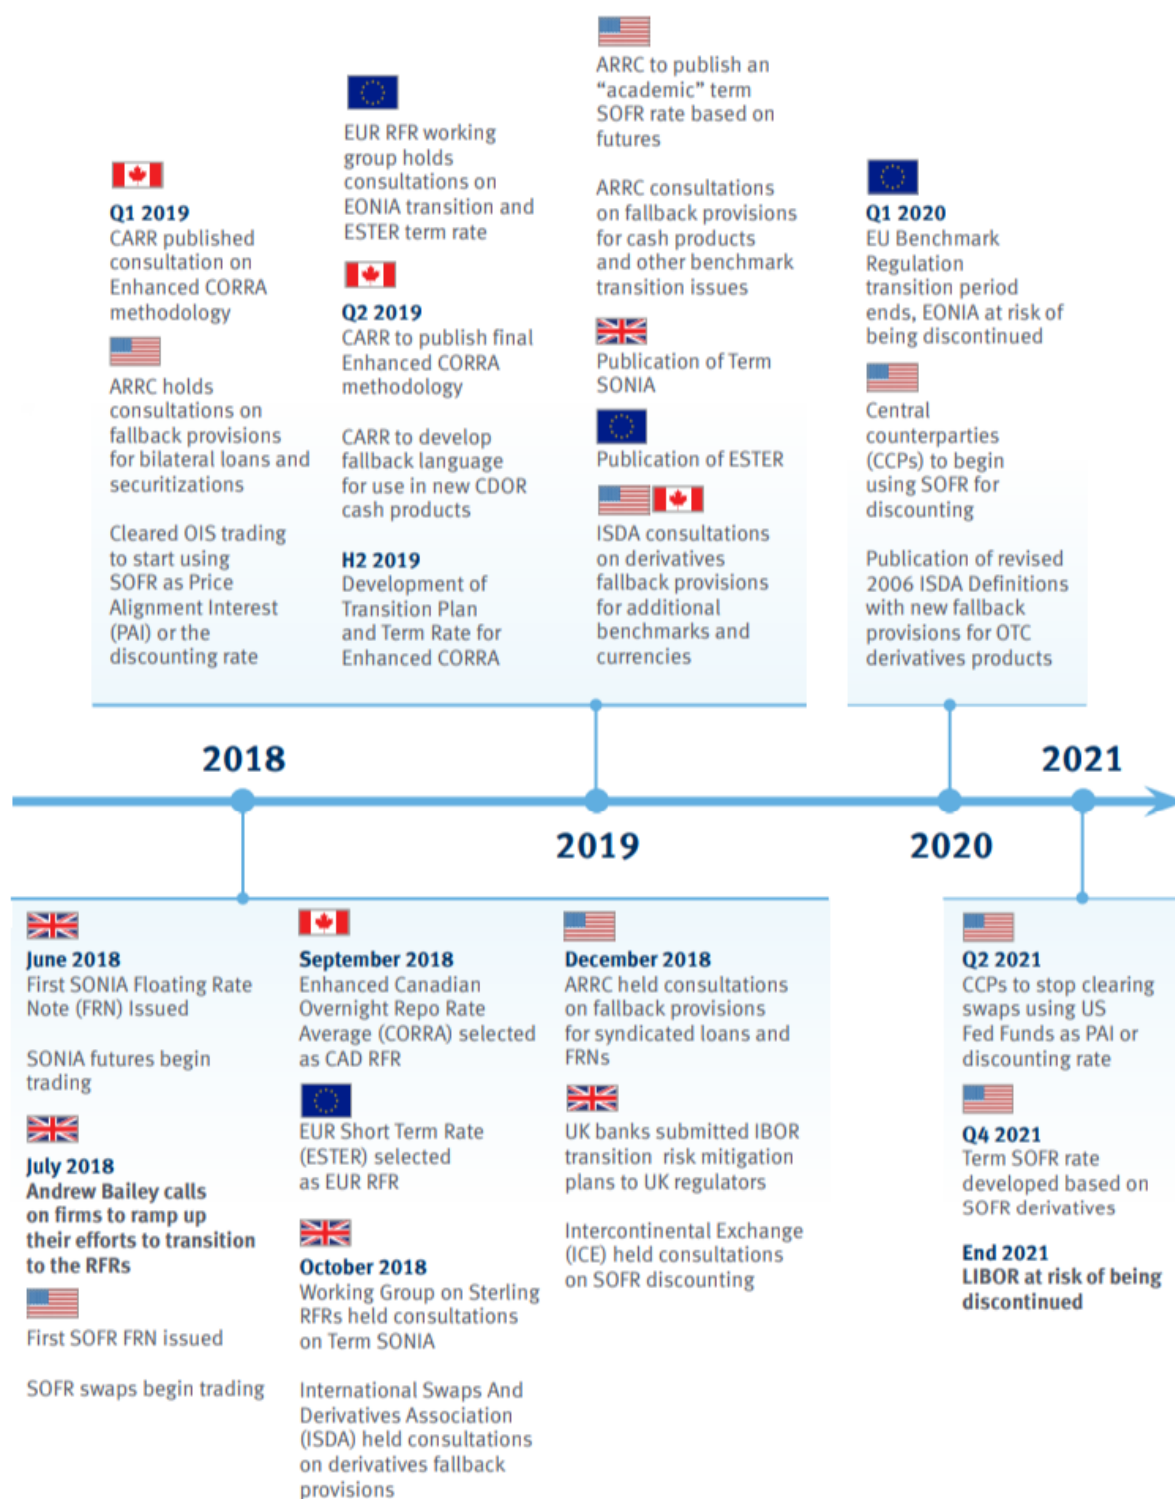 Q1 2019
CARR published
consultation on
Enhanced CORRA
methodology
ARRC holds
consultations on
fallback provisions
for bilateral loans and
securitizations
Cleared OIS trading
to start using
SOFR as Price
Alignment Interest
(PAI) or the
discounting rate
EUR RFR working
group holds
consultations on
EONIA transition and
ESTER term rate
Q2 2019
CARR to publish final
Enhanced CORRA
methodology
CARR to develop
fallback language
for use in new CDOR
cash products
H2 2019
Development of
Transition Plan
and Term Rate for
Enhanced CORRA
ARRC to publish an
“academic” term
SOFR rate based on
futures
ARRC consultations
on fallback provisions
for cash products
and other benchmark
transition issues
Publication of Term
SONIA
Publication of ESTER
ISDA consultations
on derivatives
fallback provisions
for additional
benchmarks and
currencies
Q1 2020
EU Benchmark
Regulation
transition period
ends, EONIA at risk of
being discontinued
Central
counterparties
(CCPs) to begin
using SOFR for
discounting
Publication of revised
2006 ISDA Definitions
with new fallback
provisions for OTC
derivatives products
2018
2021
2019
2020
June 2018
First SONIA Floating Rate
Note (FRN) Issued
SONIA futures begin
trading
July 2018
Andrew Bailey calls
on firms to ramp up
their efforts to transition
to the RFRs
First SOFR FRN issued
SOFR swaps begin trading
September 2018
Enhanced Canadian
Overnight Repo Rate
Average (CORRA) selected
as CAD RFR
EUR Short Term Rate
(ESTER) selected
as EUR RFR
October 2018
Working Group on Sterling
RFRs held consultations
on Term SONIA
International Swaps And
Derivatives Association
(ISDA) held consultations
on derivatives fallback
provisions
December 2018
ARRC held consultations
on fallback provisions
for syndicated loans and
FRNs
UK banks submitted IBOR
transition risk mitigation
plans to UK regulators
Intercontinental Exchange
(ICE) held consultations
on SOFR discounting
Q2 2021
CCPs to stop clearing
swaps using US
Fed Funds as PAI or
discounting rate
Q4 2021
Term SOFR rate
developed based on
SOFR derivatives
End 2021
LIBOR at risk of being
discontinued